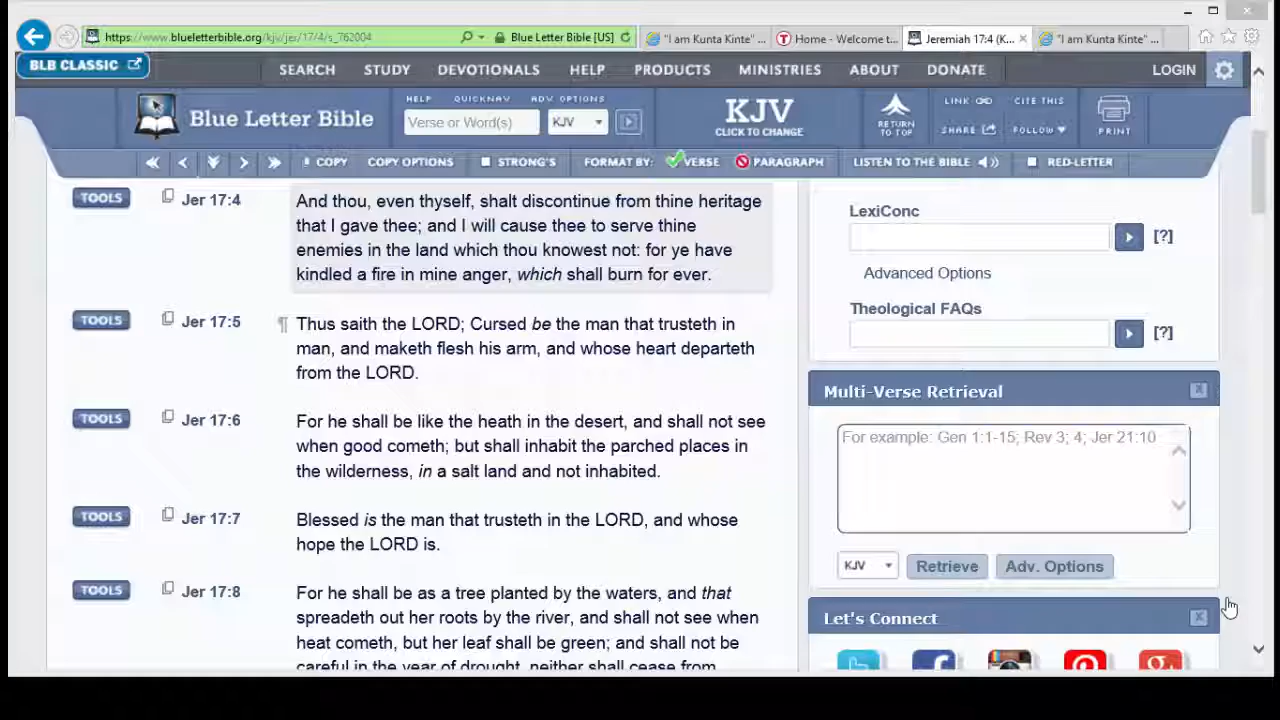 https://www.blueletterbible.org/kjv/jer/17/4/s_762004
Blue Letter Bible [US]
"I am Kunta Kinte" ...
Home - Welcome t...
Jeremiah 17:4 (K...
"I am Kunta Kinte" ...
BLB CLASSIC
SEARCH STUDY DEVOTIONALS HELP PRODUCTS MINISTRIES ABOUT DONATE LOGIN
Blue Letter Bible
HELP QUICKNAV ADV OPTIONS
Verse or Word(s) KJV
KJV
CLICK TO CHANGE
RETURN
TO TOP
LINK CITE THIS
SHARE FOLLOW
PRINT
COPY COPY OPTIONS STRONG'S FORMAT BY: VERSE PARAGRAPH LISTEN TO THE BIBLE RED-LETTER
TOOLS Jer 17:4 And thou, even thyself, shalt discontinue from thine heritage
that I gave thee; and I will cause thee to serve thine
enemies in the land which thou knowest not: for ye have
kindled a fire in mine anger, which shall burn for ever.
TOOLS Jer 17:5 ¶ Thus saith the LORD; Cursed be the man that trusteth in
man, and maketh flesh his arm, and whose heart departeth
from the LORD.
TOOLS Jer 17:6 For he shall be like the heath in the desert, and shall not see
when good cometh; but shall inhabit the parched places in
the wilderness, in a salt land and not inhabited.
TOOLS Jer 17:7 Blessed is the man that trusteth in the LORD, and whose
hope the LORD is.
TOOLS Jer 17:8 For he shall be as a tree planted by the waters, and that
spreadeth out her roots by the river, and shall not see when
heat cometh, but her leaf shall be green; and shall not be
careful in the year of drought, neither shall cease from
LexiConc
[?]
Advanced Options
Theological FAQs
[?]
Multi-Verse Retrieval
For example: Gen 1:1-15; Rev 3; 4; Jer 21:10
KJV Retrieve Adv. Options
Let's Connect